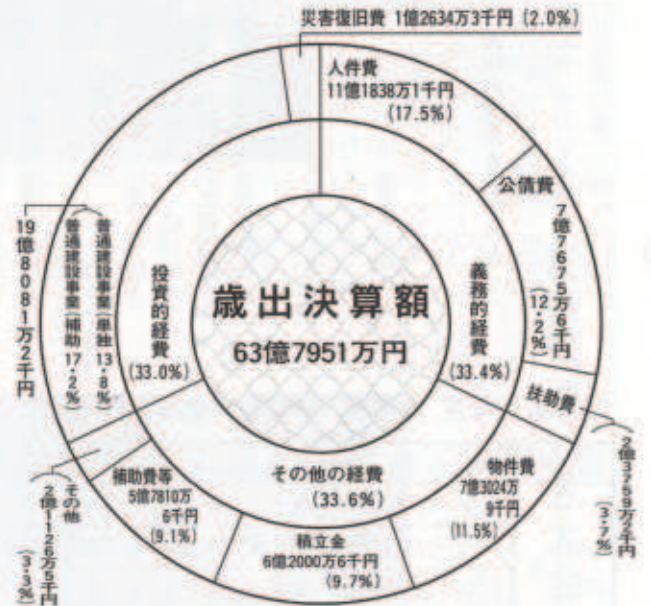 災害復旧費 1億2634万3千円 (2.0%)
人件費
11億1838万1千円
(17.5%)
公債費
7億7675万6千円
(12・2%)
扶助費
2億3759万2千円
(3・7%)
義務的経費
(33.4%)
物件費
7億3024万
9千円
(11.5%)
積立金
6億2000万6千円
(9.7%)
その他の経費
(33.6%)
補助費等
5億7810万
6千円
(9.1%)
その他
2億1126万5千円
(3・3%)
投資的経費
(33.0%)
普通建設事業(単独13・8%)
普通建設事業(補助17・2%)
19億8081万2千円
歳出決算額
63億7951万円